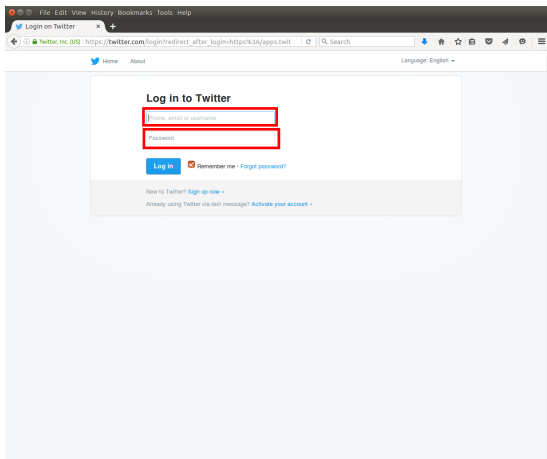 File Edit View History Bookmarks Tools Help
Login on Twitter × +
Twitter, Inc. (US) https://twitter.com/login?redirect_after_login=https%3A/apps.twit Search
Home About Language: English
Log in to Twitter
Phone, email or username
Password
Log in Remember me · Forgot password?
New to Twitter? Sign up now »
Already using Twitter via text message? Activate your account »